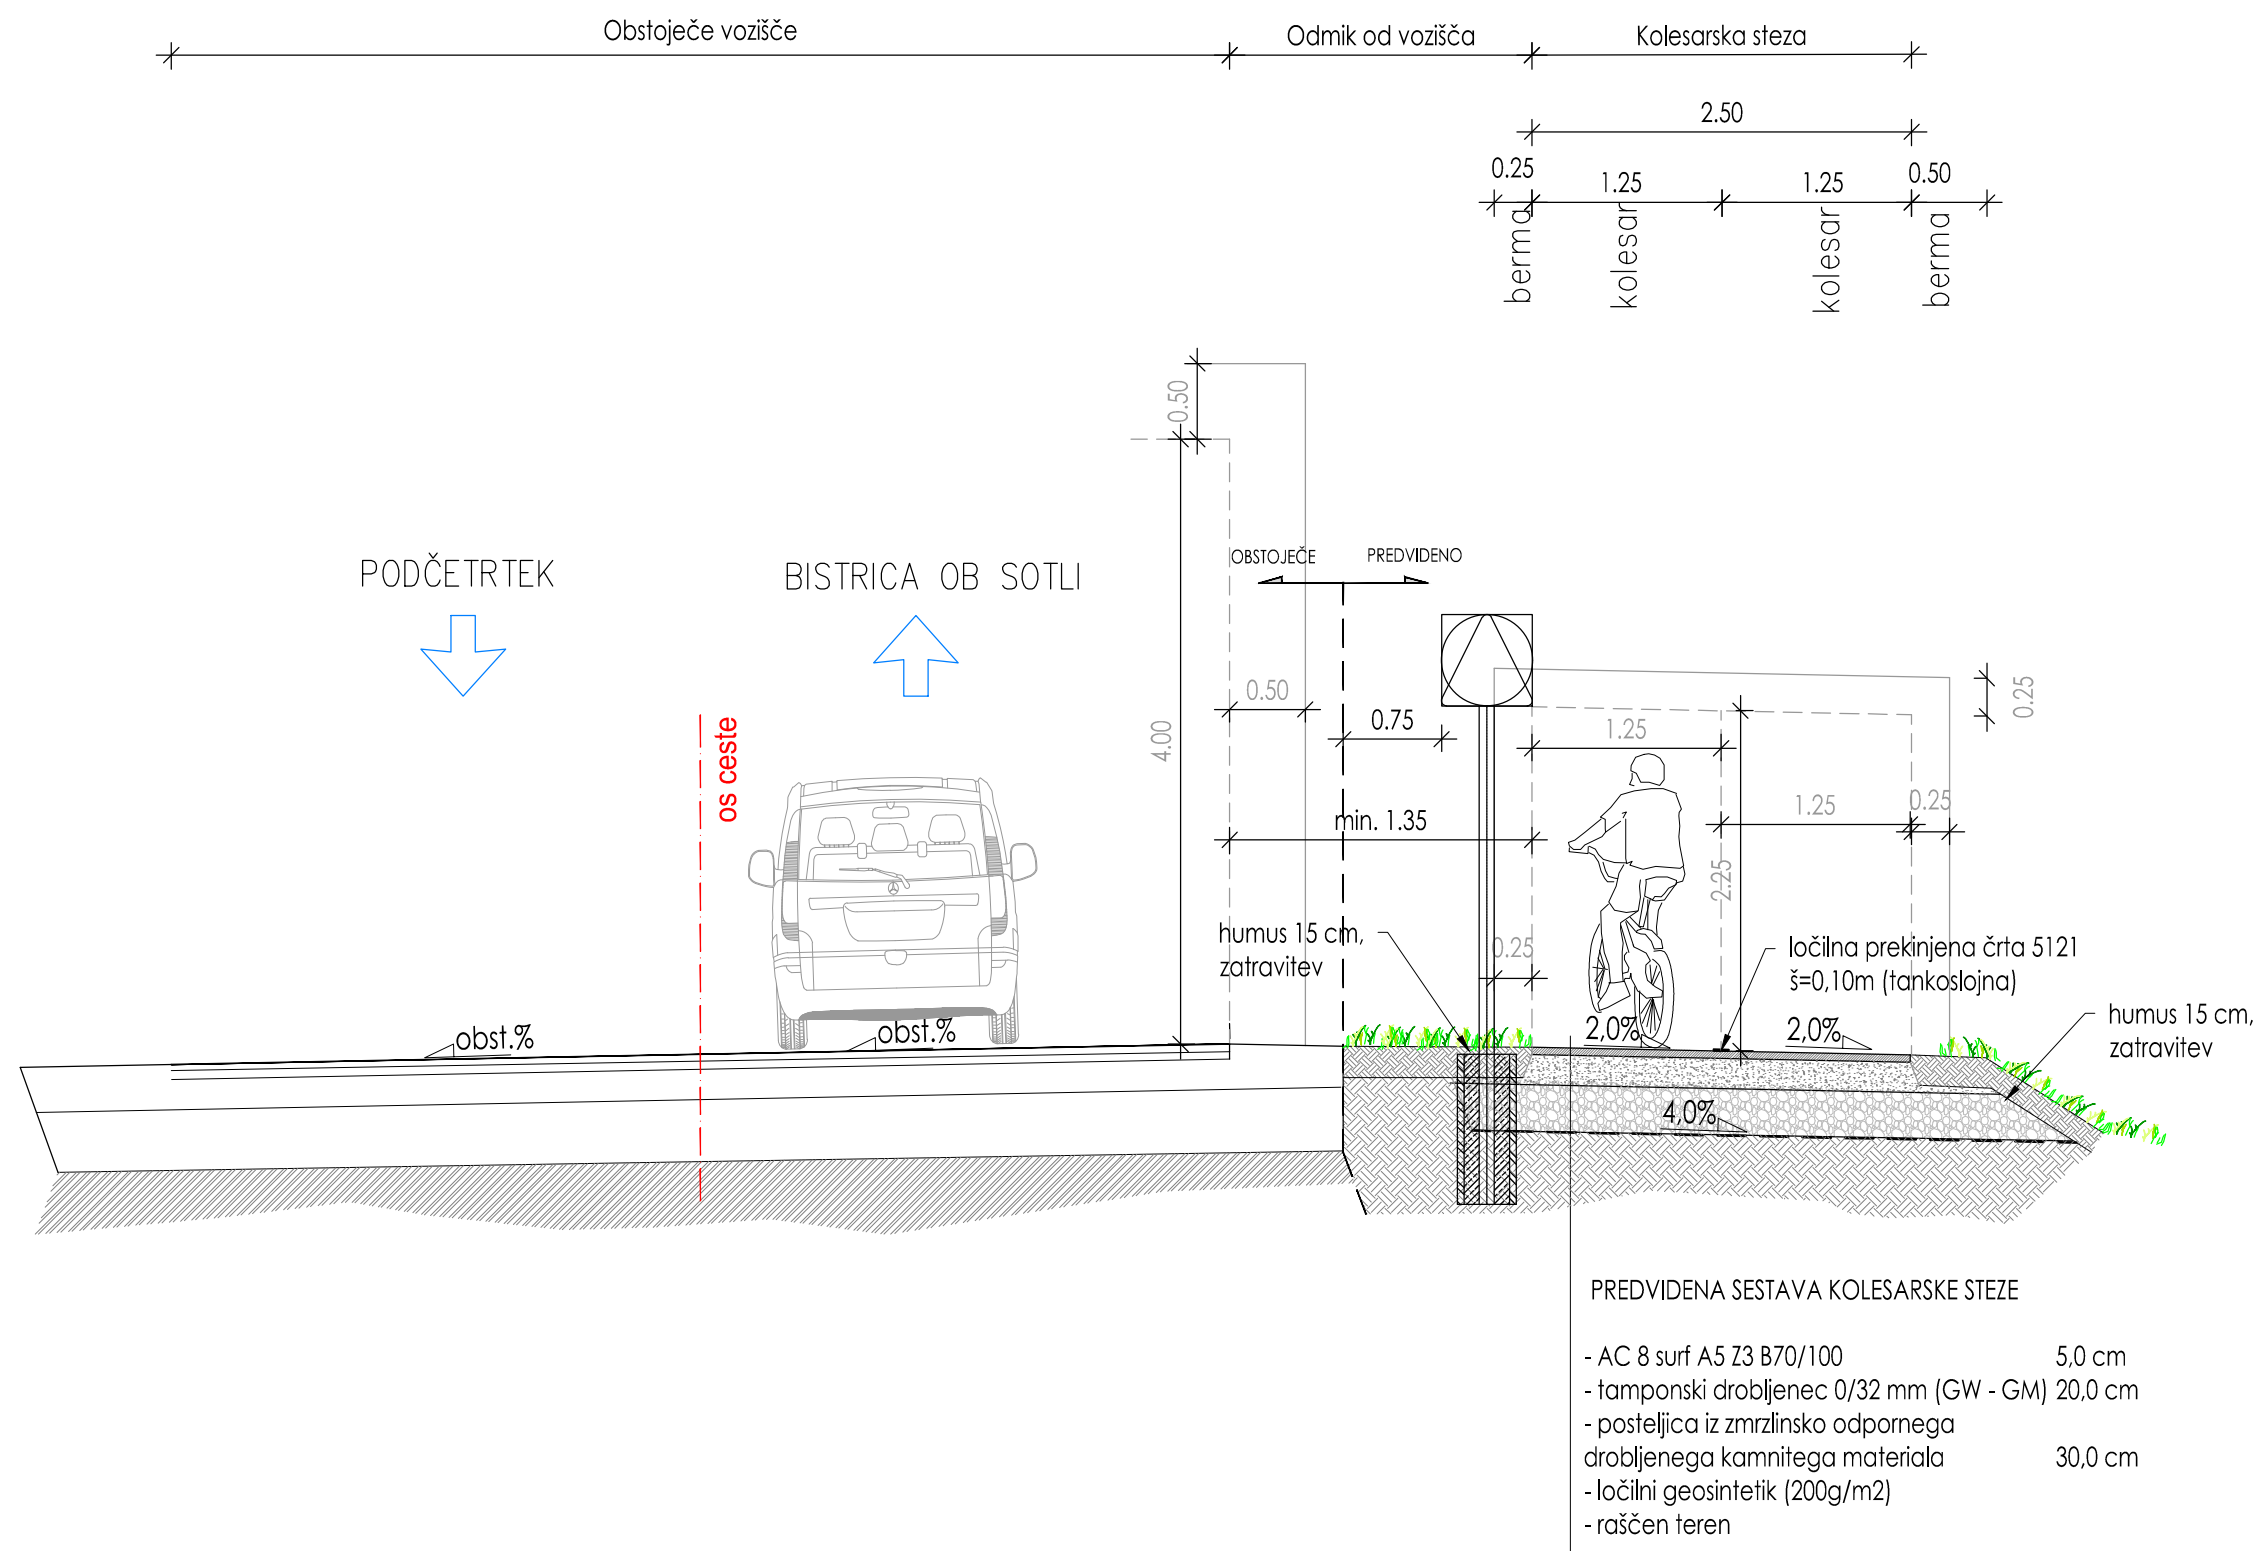 Obstoječe vozišče
Odmik od vozišča
Kolesarska steza
2.50
0.25
1.25
1.25
0.50
berma
kolesar
kolesar
berma
0.50
4.00
OBSTOJEČE
PREDVIDENO
PODČETRTEK
BISTRICA OB SOTLI
os ceste
0.50
0.75
min. 1.35
1.25
0.25
1.25
0.25
2.25
0.25
humus 15 cm,
zatravitev
ločilna prekinjena črta 5121
š=0,10m (tankoslojna)
humus 15 cm,
zatravitev
obst.%
obst.%
2,0%
2,0%
4,0%
PREDVIDENA SESTAVA KOLESARSKE STEZE
- AC 8 surf A5 Z3 B70/100 5,0 cm
- tamponski drobljenec 0/32 mm (GW - GM) 20,0 cm
- posteljica iz zmrzlinsko odpornega
drobljenega kamnitega materiala 30,0 cm
- ločilni geosintetik (200g/m2)
- raščen teren